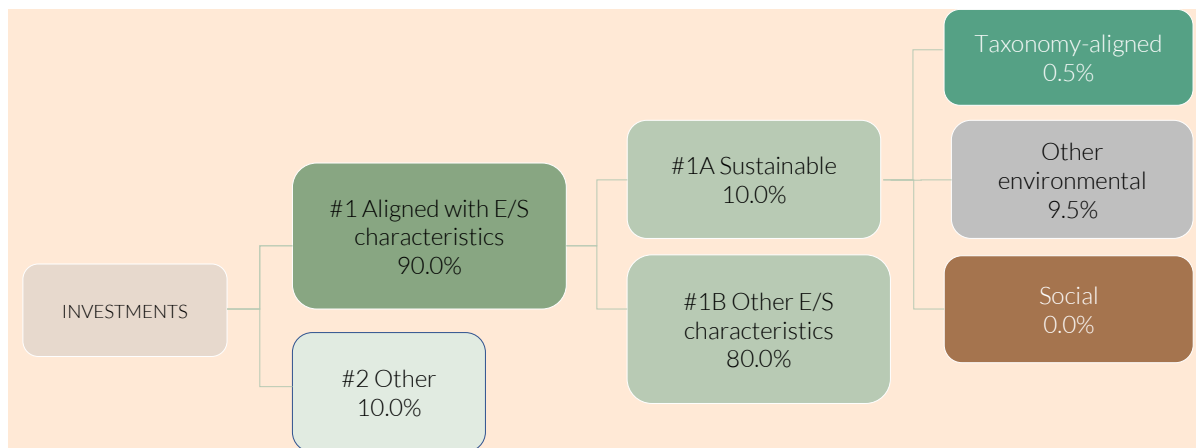 INVESTMENTS
#1 Aligned with E/S
characteristics
90.0%
#2 Other
10.0%
#1A Sustainable
10.0%
#1B Other E/S
characteristics
80.0%
Taxonomy-aligned
0.5%
Other
environmental
9.5%
Social
0.0%